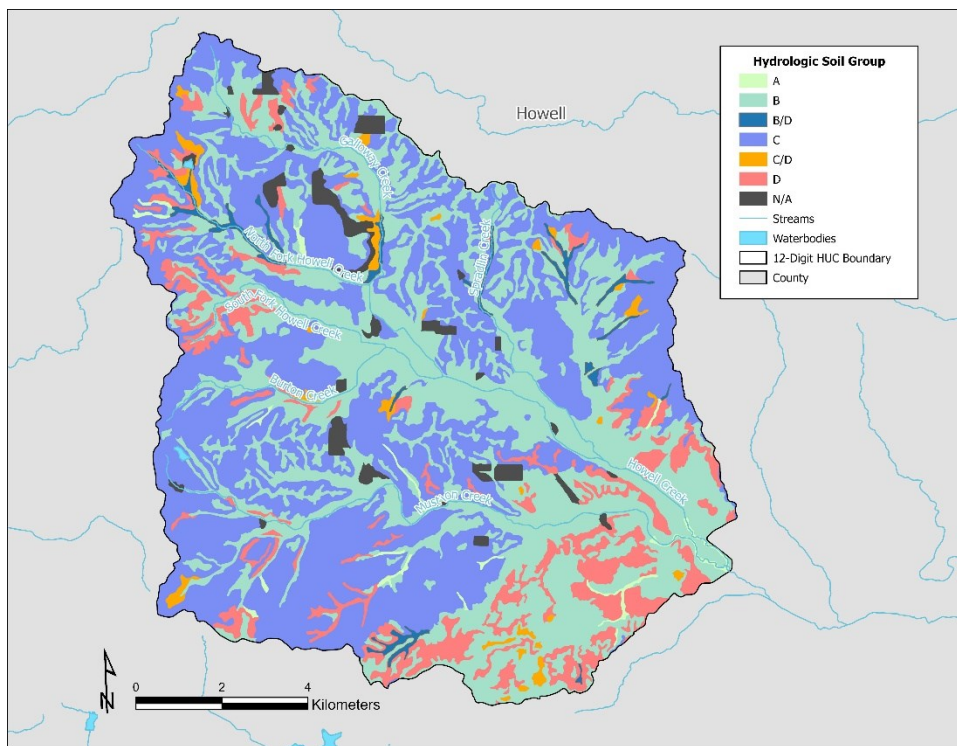 Howell
Hydrologic Soil Group
A
B
B/D
C
C/D
D
N/A
Streams
Waterbodies
12-Digit HUC Boundary
County
Galloway Creek
North Fork Howell Creek
Spradlin Creek
South Fork Howell Creek
Burton Creek
Howell Creek
Mustion Creek
N
0 2 4
Kilometers